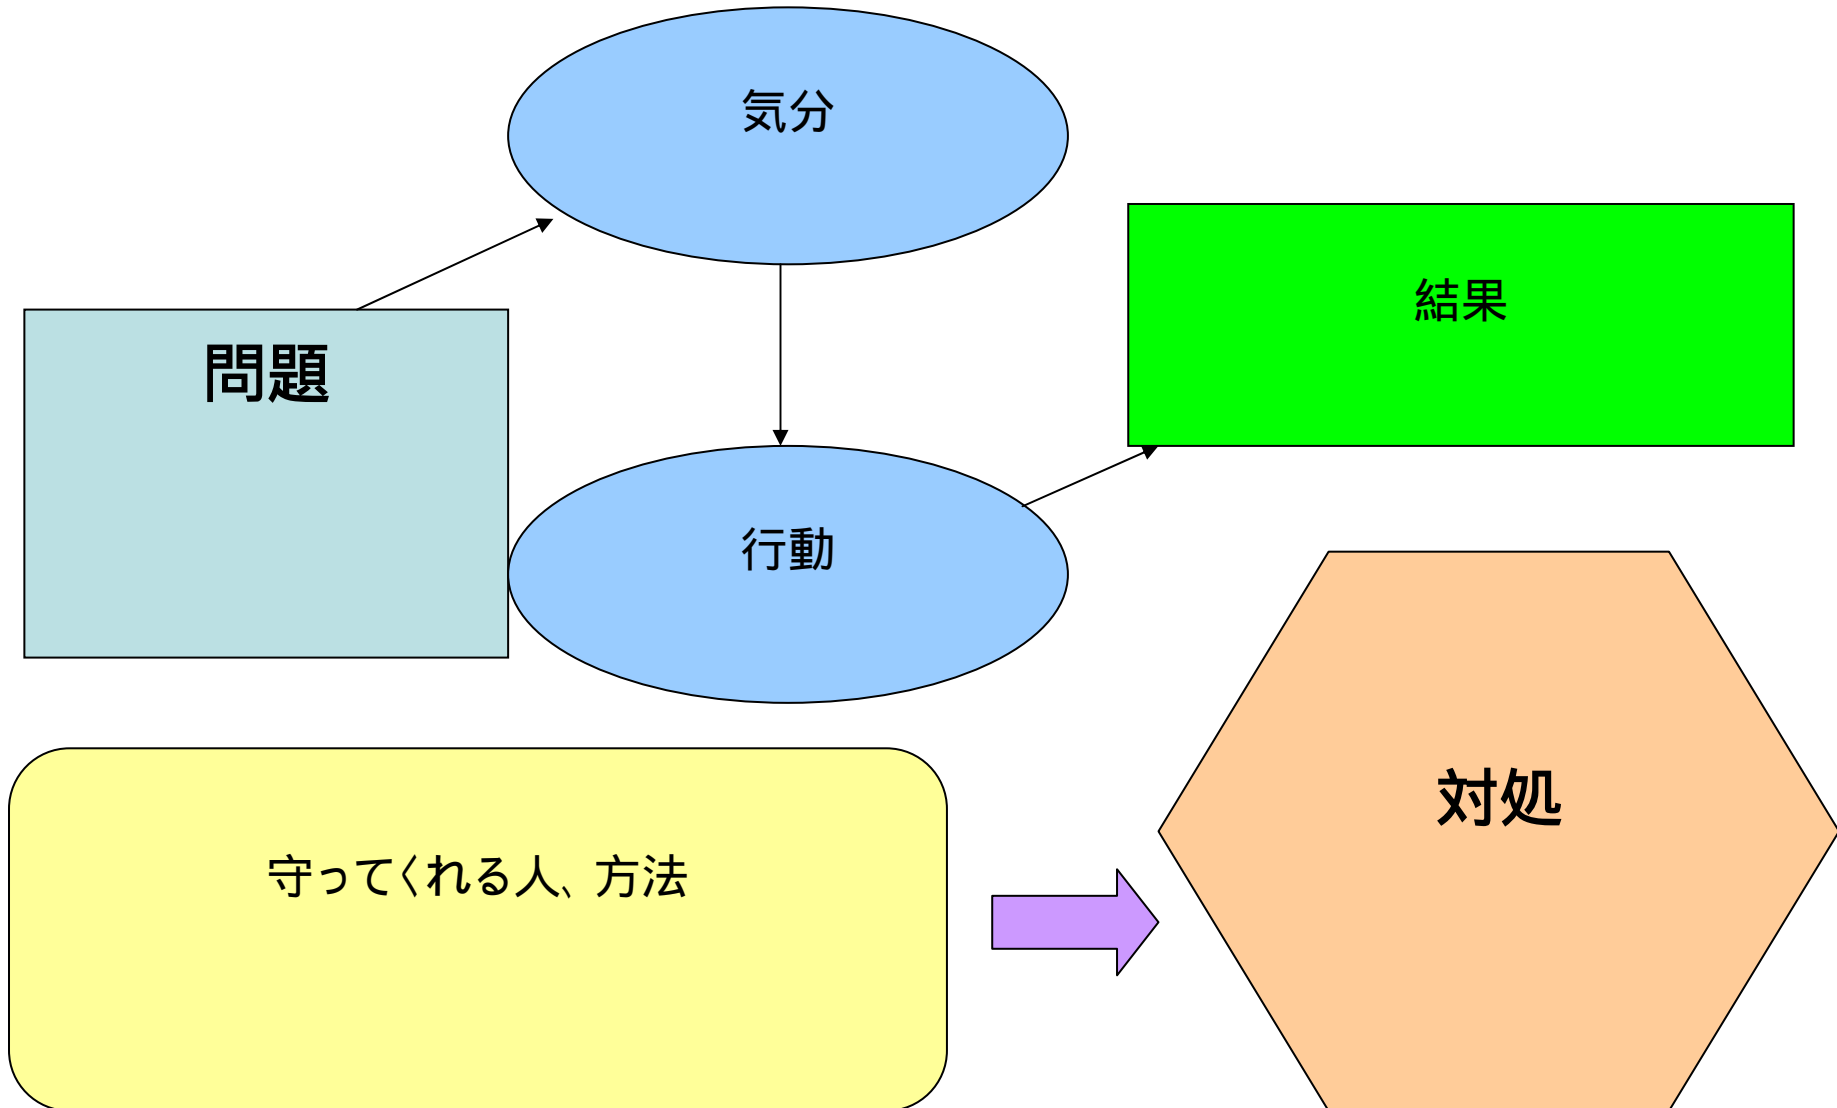 気分
結果
問題
行動
対処
守ってくれる人、方法